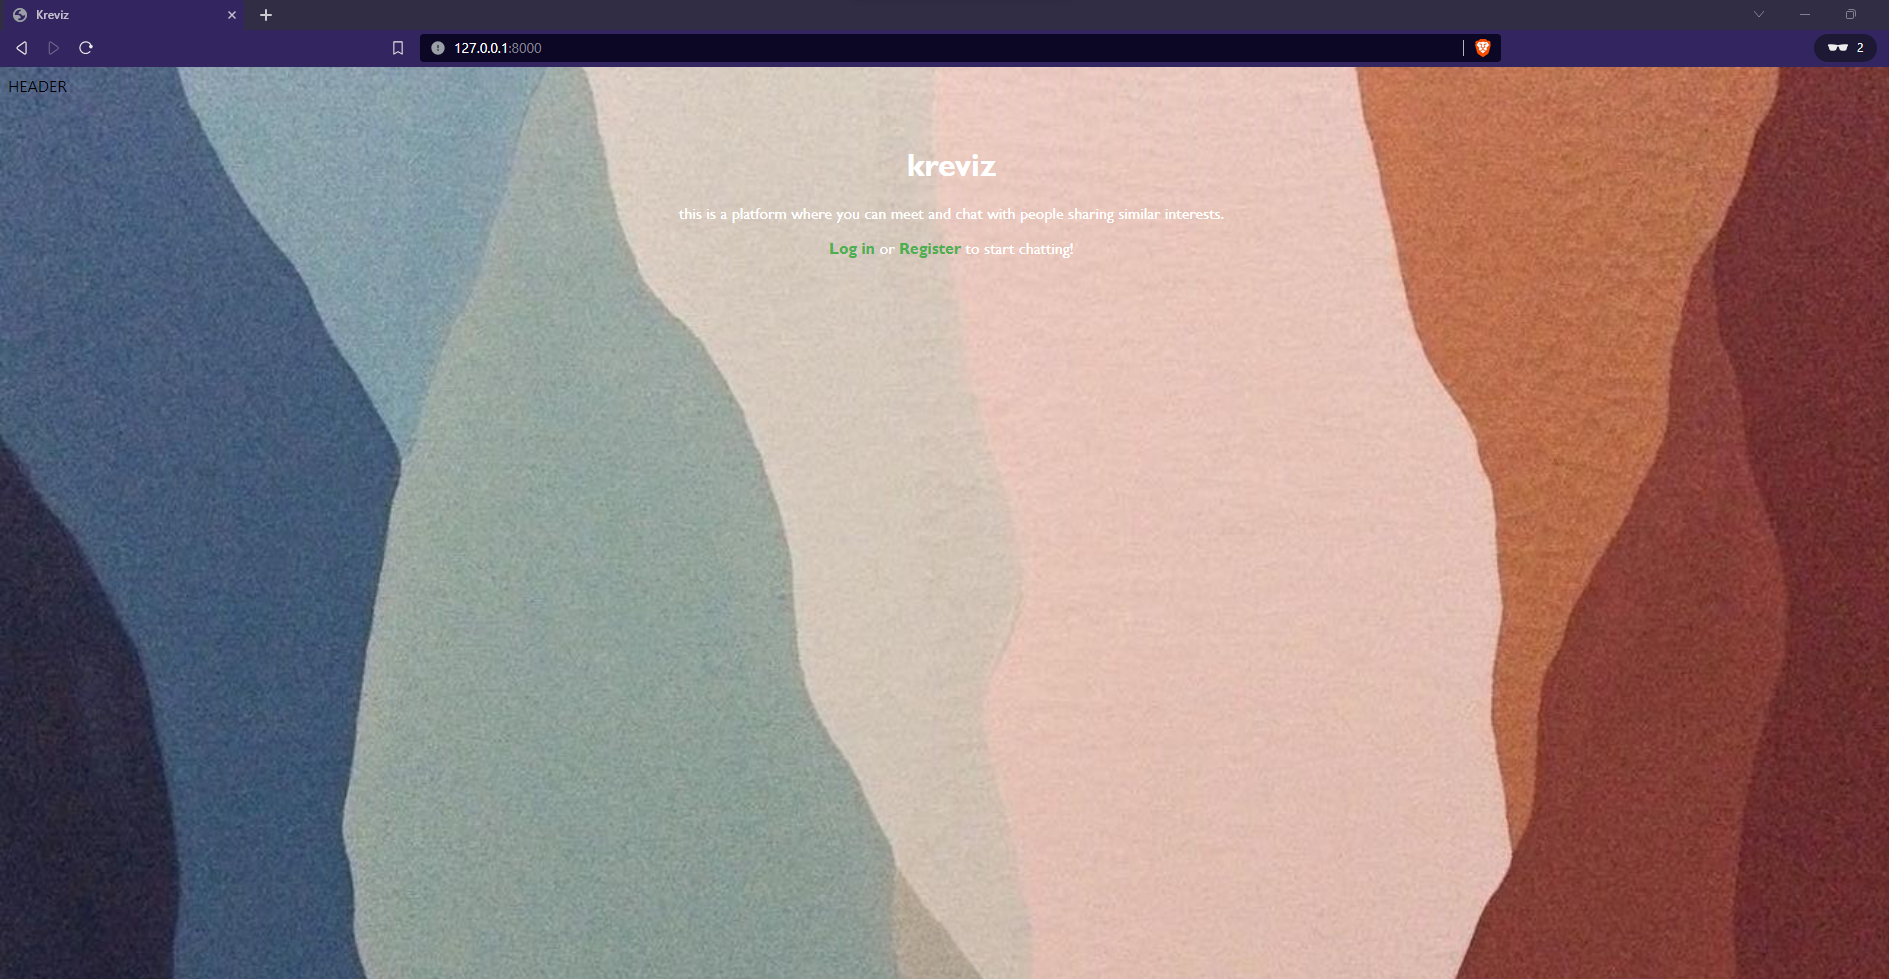 Kreviz
127.0.0.1:8000
2
HEADER
kreviz
this is a platform where you can meet and chat with people sharing similar interests.
Log in or Register to start chatting!